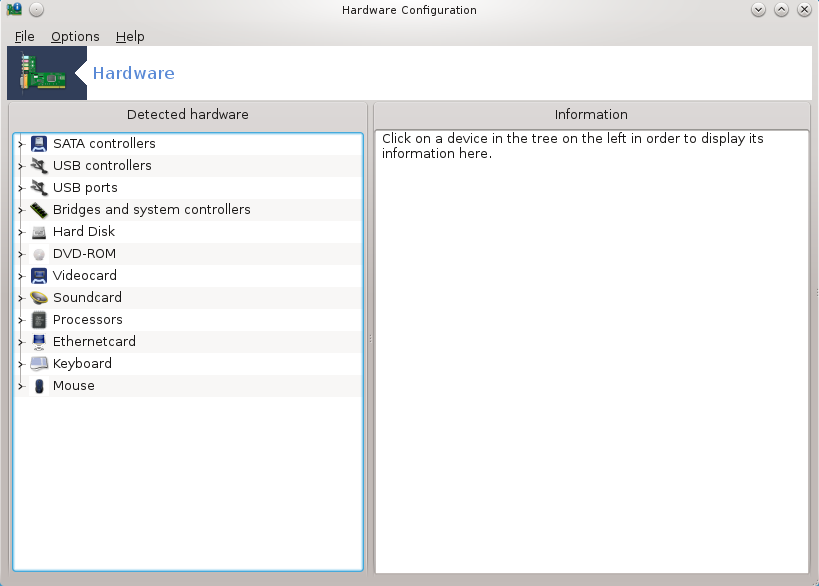 Hardware Configuration
File Options Help
Hardware
Detected hardware
SATA controllers
USB controllers
USB ports
Bridges and system controllers
Hard Disk
DVD-ROM
Videocard
Soundcard
Processors
Ethernetcard
Keyboard
Mouse
Information
Click on a device in the tree on the left in order to display its
information here.